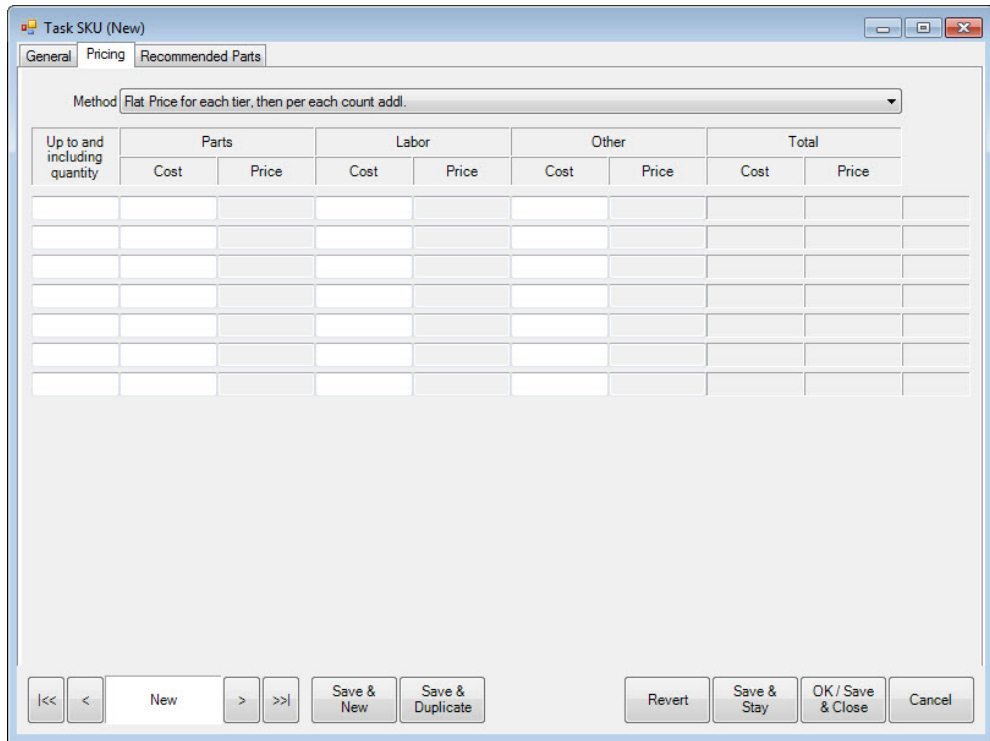 Task SKU (New)
General Pricing Recommended Parts
Method Flat Price for each tier, then per each count addl.
Up to and
including
quantity
Parts Labor Other Total
Cost Price Cost Price Cost Price Cost Price
|<< < New > >>|
Save &
New
Save &
Duplicate
Revert
Save &
Stay
OK / Save
& Close
Cancel